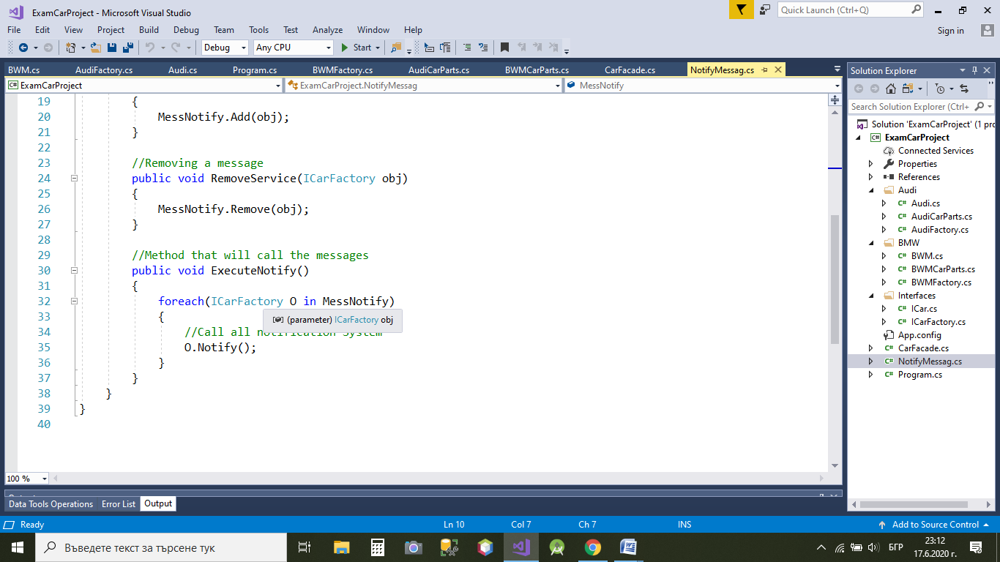 ExamCarProject - Microsoft Visual Studio
Quick Launch (Ctrl+Q)
File Edit View Project Build Debug Team Tools Test Analyze Window Help
Sign in
Debug Any CPU Start
BWM.cs AudiFactory.cs Audi.cs Program.cs BWMFactory.cs AudiCarParts.cs BWMCarParts.cs CarFacade.cs NotifyMessag.cs
ExamCarProject ExamCarProject.NotifyMessag MessNotify
19 {
20 MessNotify.Add(obj);
21 }
22
23 //Removing a message
24 public void RemoveService(ICarFactory obj)
25 {
26 MessNotify.Remove(obj);
27 }
28
29 //Method that will call the messages
30 public void ExecuteNotify()
31 {
32 foreach(ICarFactory O in MessNotify)
33 {
(parameter) ICarFactory obj
34 //Call all notification System
35 O.Notify();
36 }
37 }
38 }
39 }
40
100 %
Solution Explorer
Search Solution Explorer (Ctrl+
Solution 'ExamCarProject' (1 pro
ExamCarProject
Connected Services
Properties
References
Audi
Audi.cs
AudiCarParts.cs
AudiFactory.cs
BMW
BWM.cs
BWMCarParts.cs
BWMFactory.cs
Interfaces
ICar.cs
ICarFactory.cs
App.config
CarFacade.cs
NotifyMessag.cs
Program.cs
Data Tools Operations Error List Output
Ready Ln 10 Col 7 Ch 7 INS Add to Source Control
Въведете текст за търсене тук
БГР
23:12
17.6.2020 г.